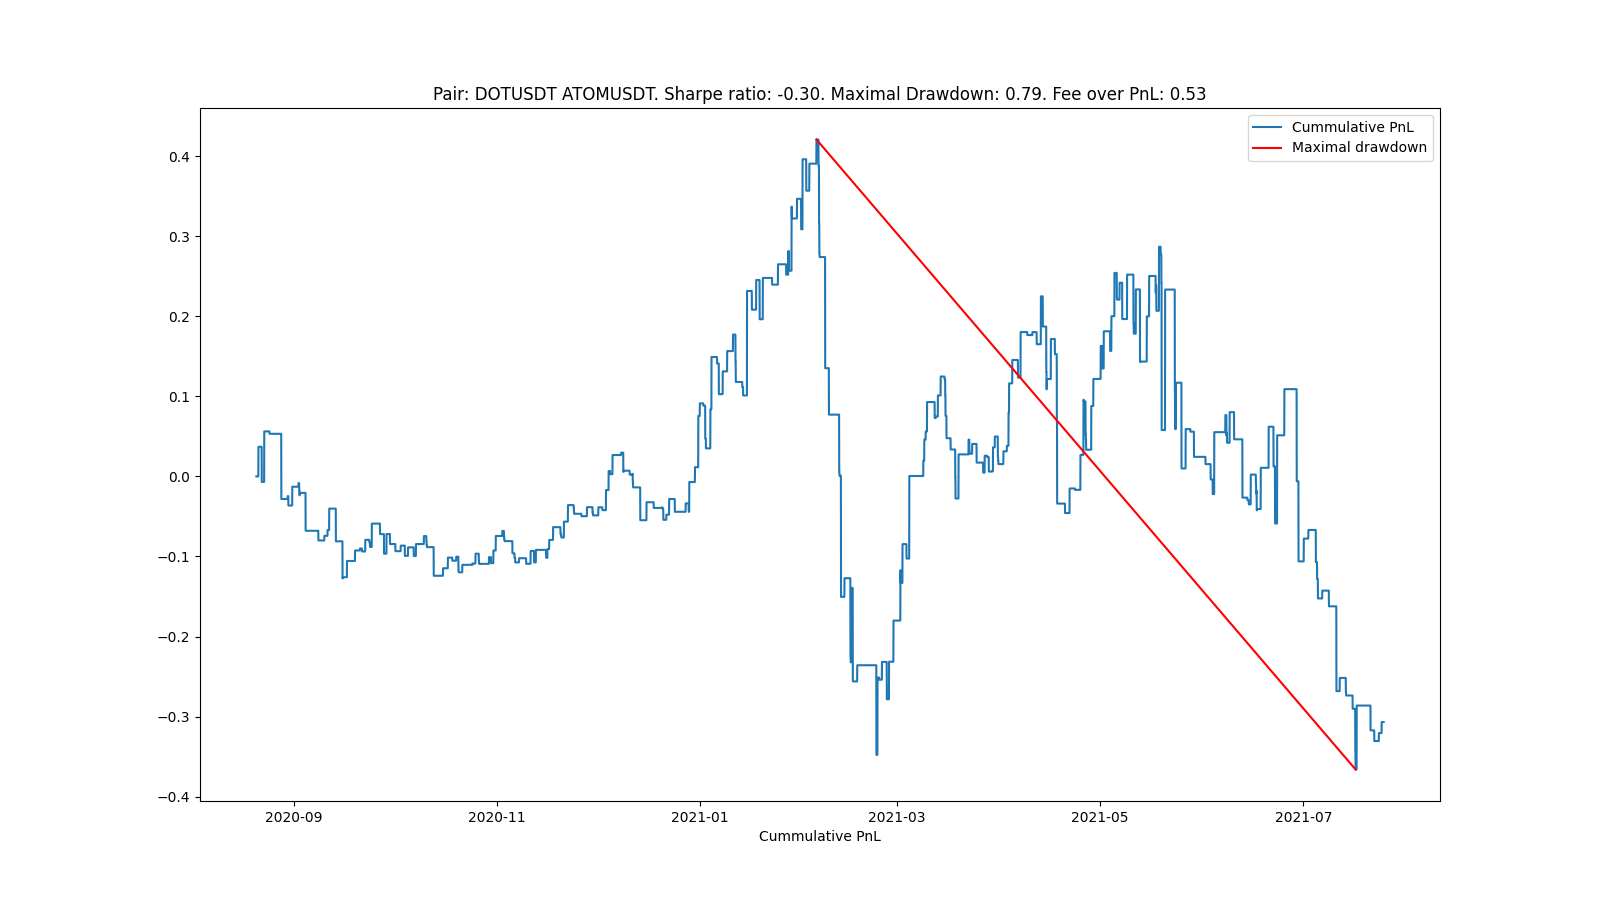 Pair: DOTUSDT ATOMUSDT. Sharpe ratio: -0.30. Maximal Drawdown: 0.79. Fee over PnL: 0.53
Cummulative PnL
Maximal drawdown
0.4
0.3
0.2
0.1
0.0
−0.1
−0.2
−0.3
−0.4
2020-09 2020-11 2021-01 2021-03 2021-05 2021-07
Cummulative PnL